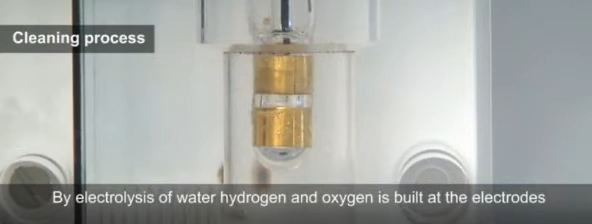 Cleaning process
By electrolysis of water hydrogen and oxygen is built at the electrodes